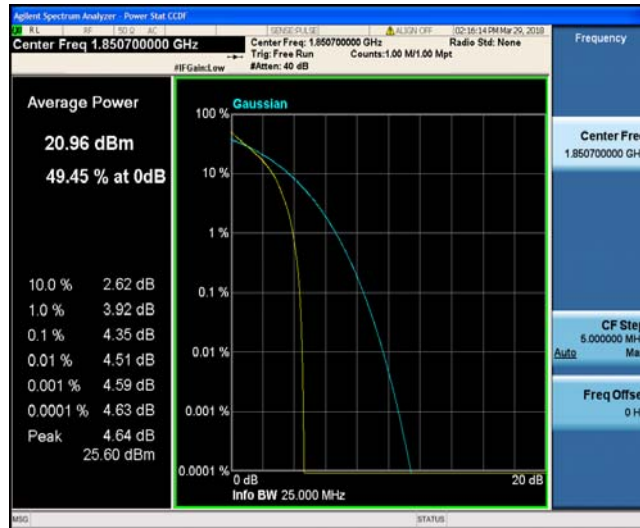 Agilent Spectrum Analyzer - Power Stat CCDF
RL RF 50 Ω AC SENSE:PULSE ALIGN OFF 02:16:14 PM Mar 29, 2018
Center Freq 1.850700000 GHz
Center Freq: 1.850700000 GHz Radio Std: None
Trig: Free Run Counts:1.00 M/1.00 Mpt
#IFGain:Low #Atten: 40 dB
Frequency
Average Power
20.96 dBm
49.45 % at 0dB
10.0 % 2.62 dB
1.0 % 3.92 dB
0.1 % 4.35 dB
0.01 % 4.51 dB
0.001 % 4.59 dB
0.0001 % 4.63 dB
Peak 4.64 dB
25.60 dBm
Gaussian
100 %
10 %
1 %
0.1 %
0.01 %
0.001 %
0.0001 %
0 dB 20 dB
Info BW 25.000 MHz
Center Fre
1.850700000 GH
CF Step
5.000000 MH
Auto Ma
Freq Offse
0 H
MSG STATUS